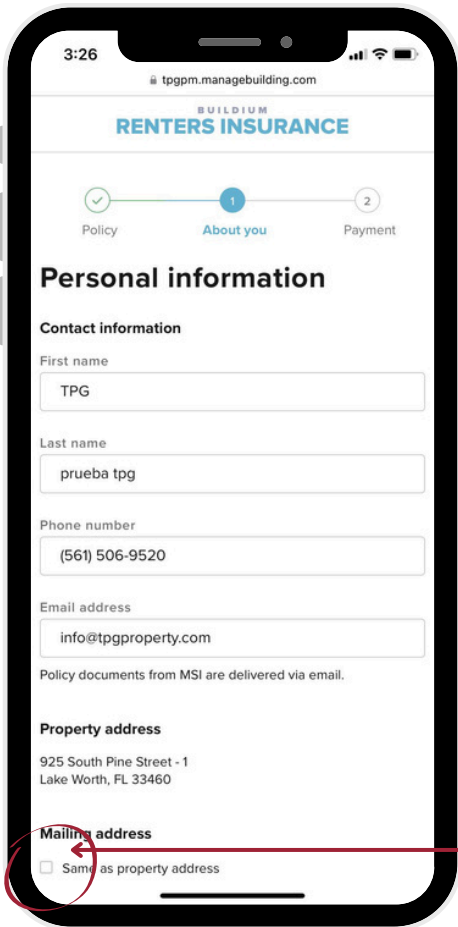 3:26
tpgpm.managebuilding.com
BUILDIUM
RENTERS INSURANCE
1
2
Policy
About you
Payment
Personal information
Contact information
First name
TPG
Last name
prueba tpg
Phone number
(561) 506-9520
Email address
info@tpgproperty.com
Policy documents from MSI are delivered via email.
Property address
925 South Pine Street - 1
Lake Worth, FL 33460
Mailing address
Same as property address